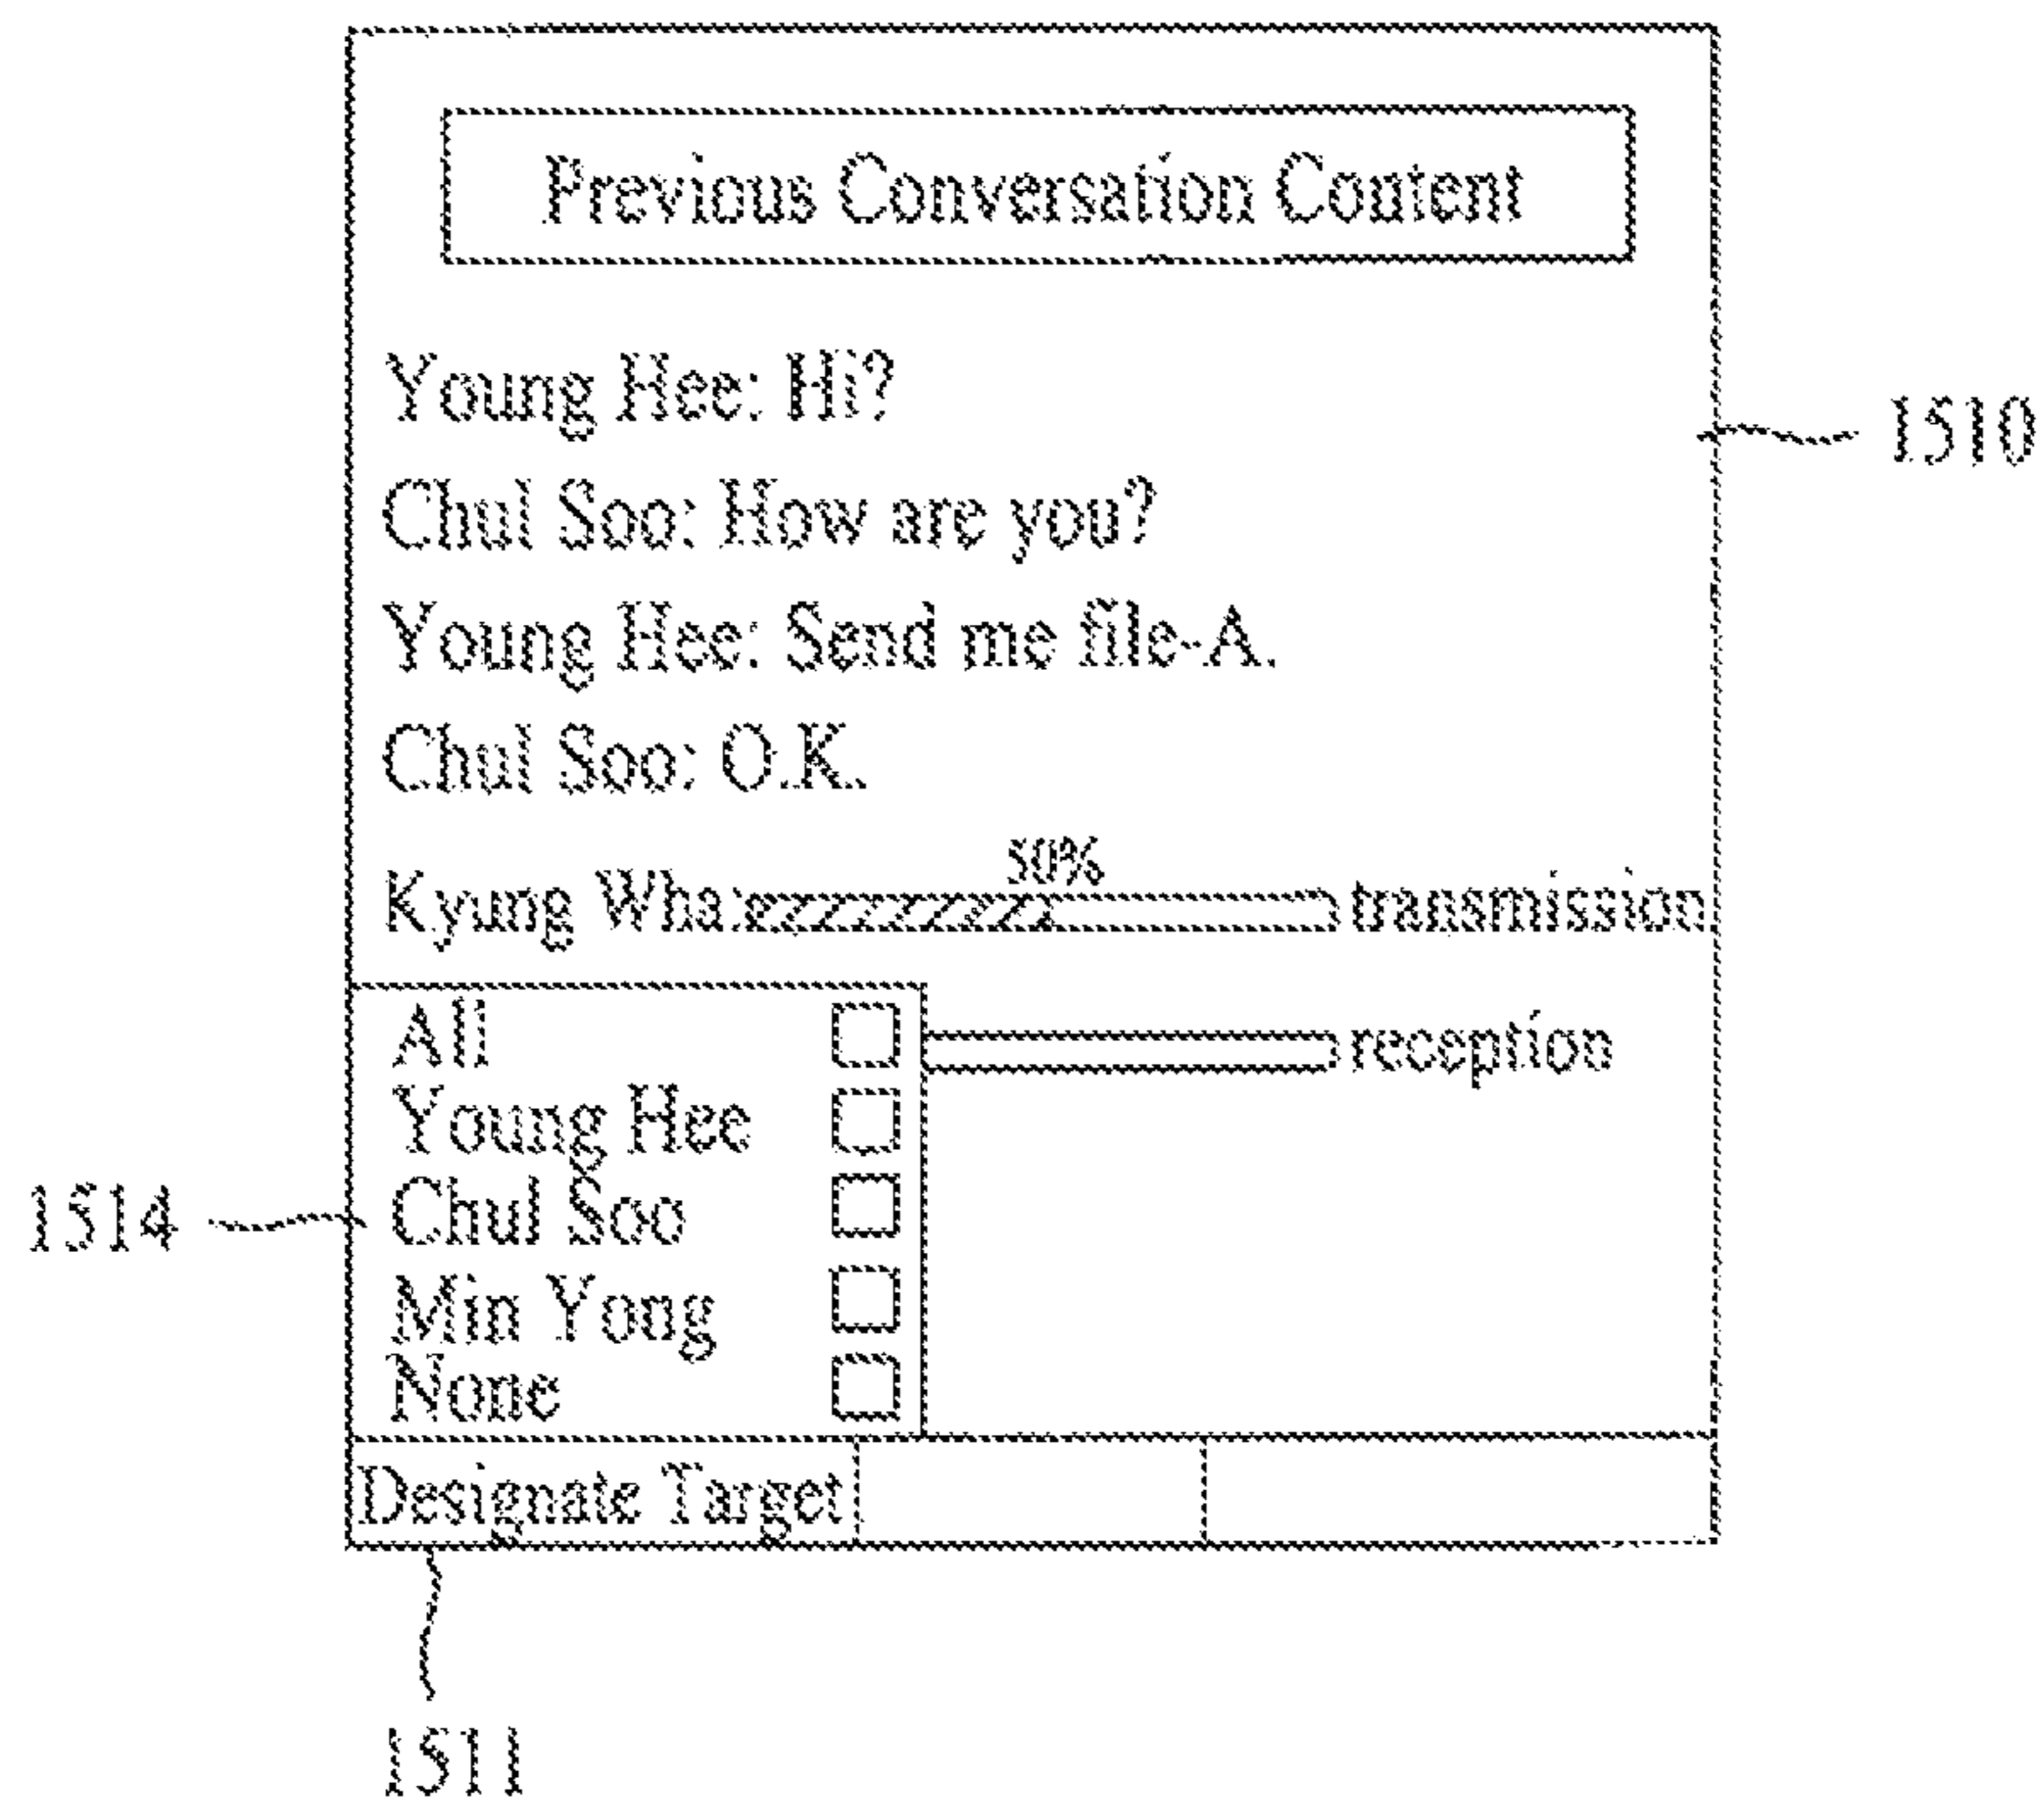 Previous Conversation Content
Young Hee: Hi?
1510
Chul Soo: How are you?
Young Hee: Send me file-A.
Chul Soo: O.K.
50%
Kyung Wha: transmission
All
reception
Young Hee
1514
Chul Soo
Min Yong
None
Designate Target
1511